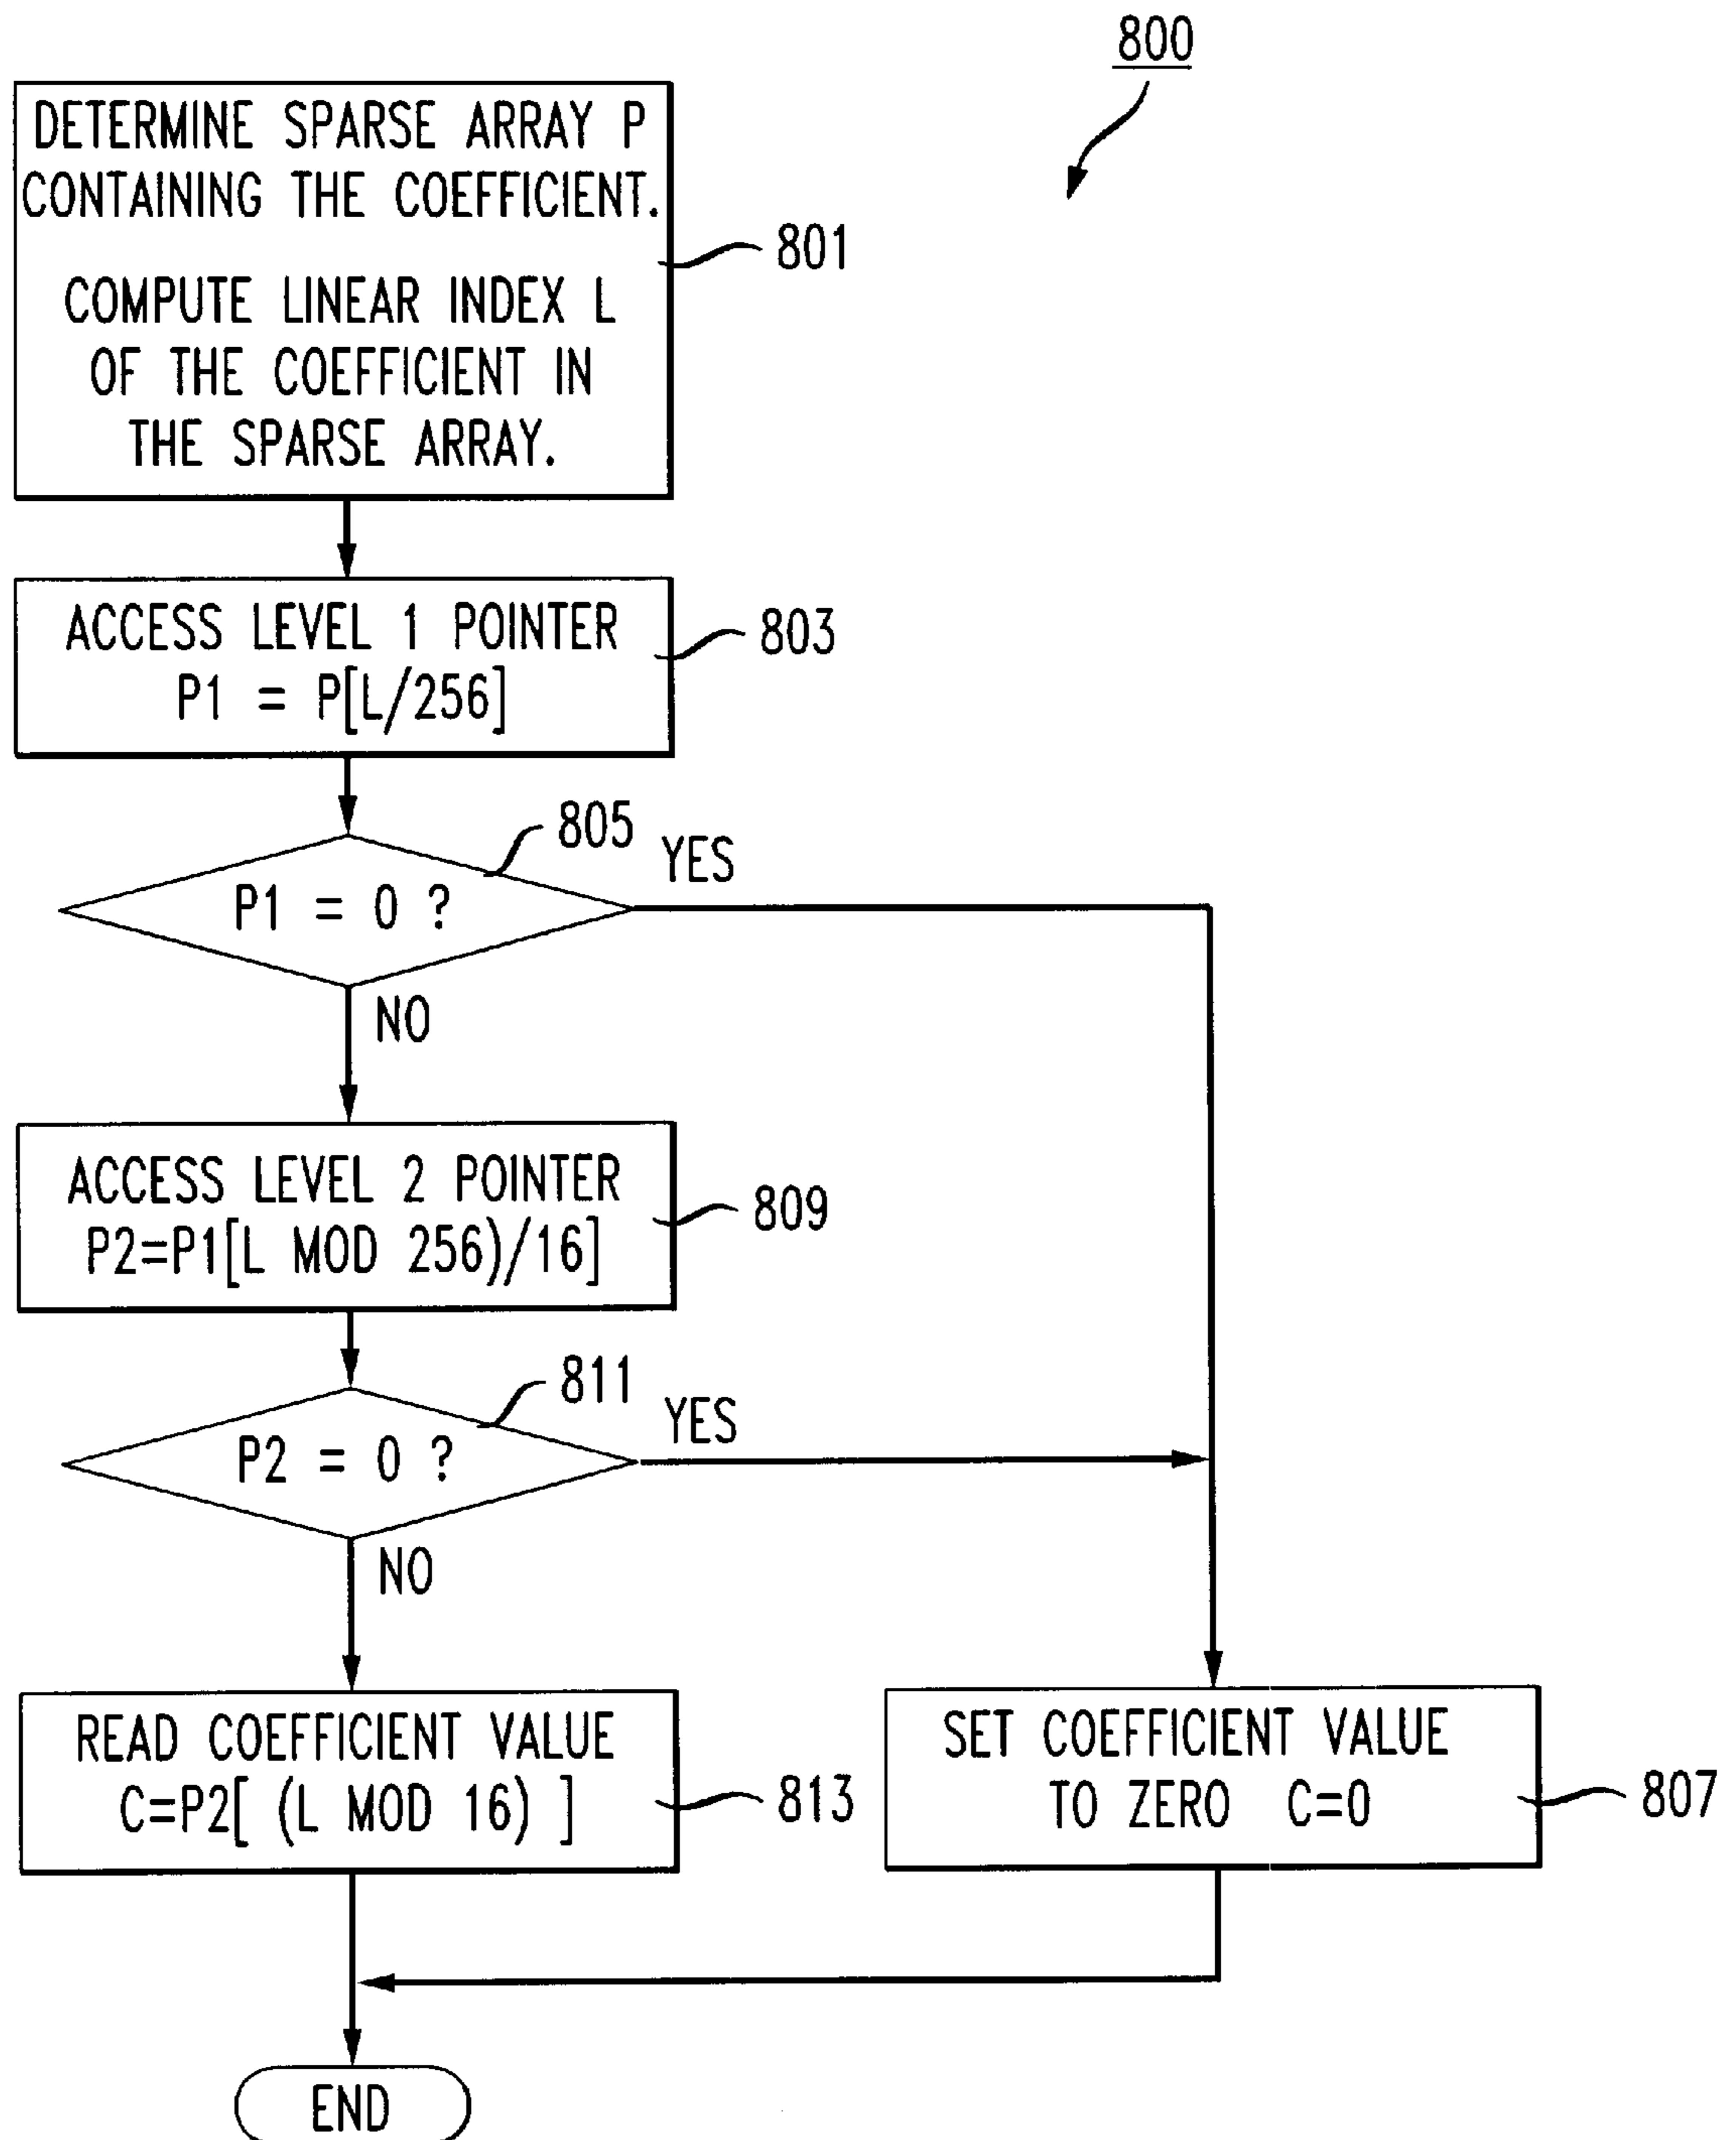 800
DETERMINE SPARSE ARRAY P
CONTAINING THE COEFFICIENT.
COMPUTE LINEAR INDEX L
OF THE COEFFICIENT IN
THE SPARSE ARRAY.
801
ACCESS LEVEL 1 POINTER
P1 = P[L/256]
803
805
YES
P1 = 0 ?
NO
ACCESS LEVEL 2 POINTER
P2=P1[L MOD 256)/16]
809
811
YES
P2 = 0 ?
NO
READ COEFFICIENT VALUE
C=P2[ (L MOD 16) ]
813
SET COEFFICIENT VALUE
TO ZERO C=0
807
END